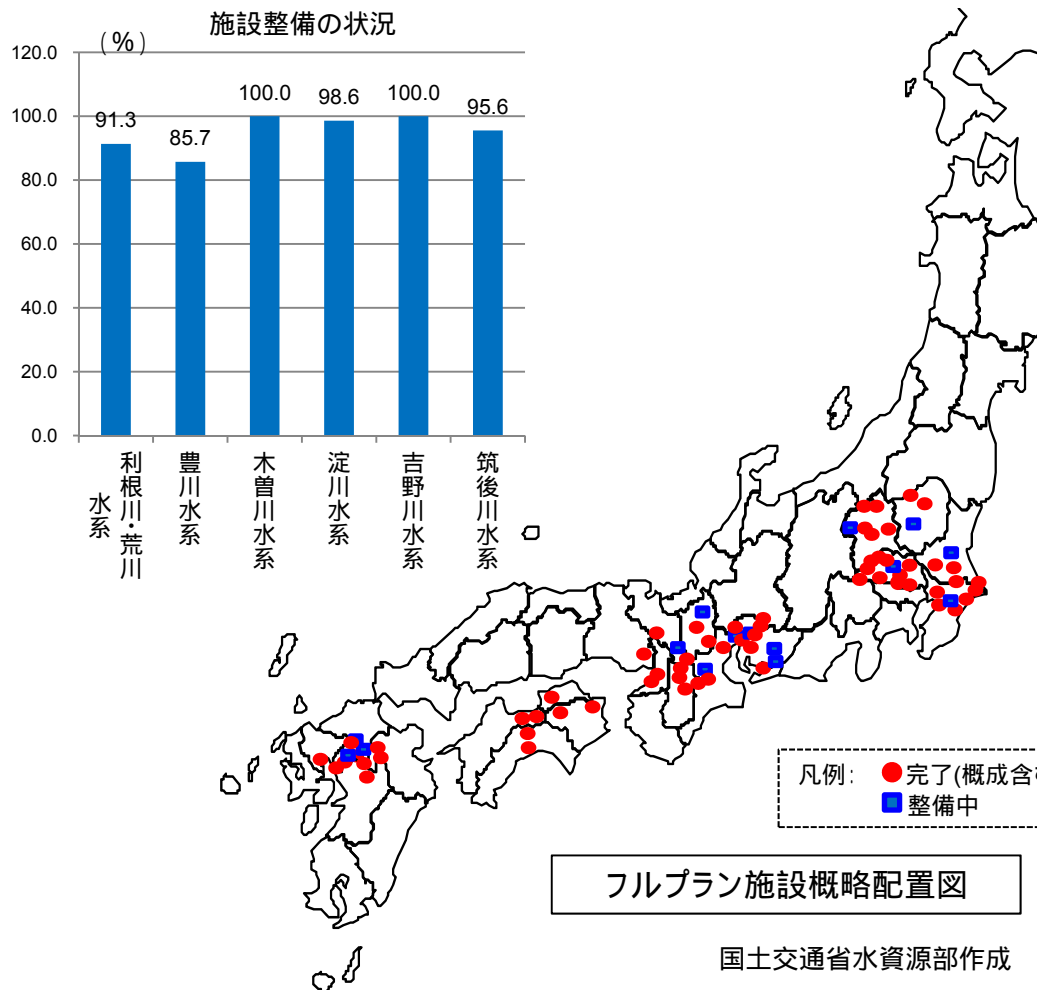 施設整備の状況
(%)
120.0
100.0
80.0
60.0
40.0
20.0
0.0
91.3
85.7
100.0
98.6
100.0
95.6
利根川・荒川
水系
豊川水系
木曽川水系
淀川水系
吉野川水系
筑後川水系
凡例:
完了(概成含
整備中
フルプラン施設概略配置図
国土交通省水資源部作成